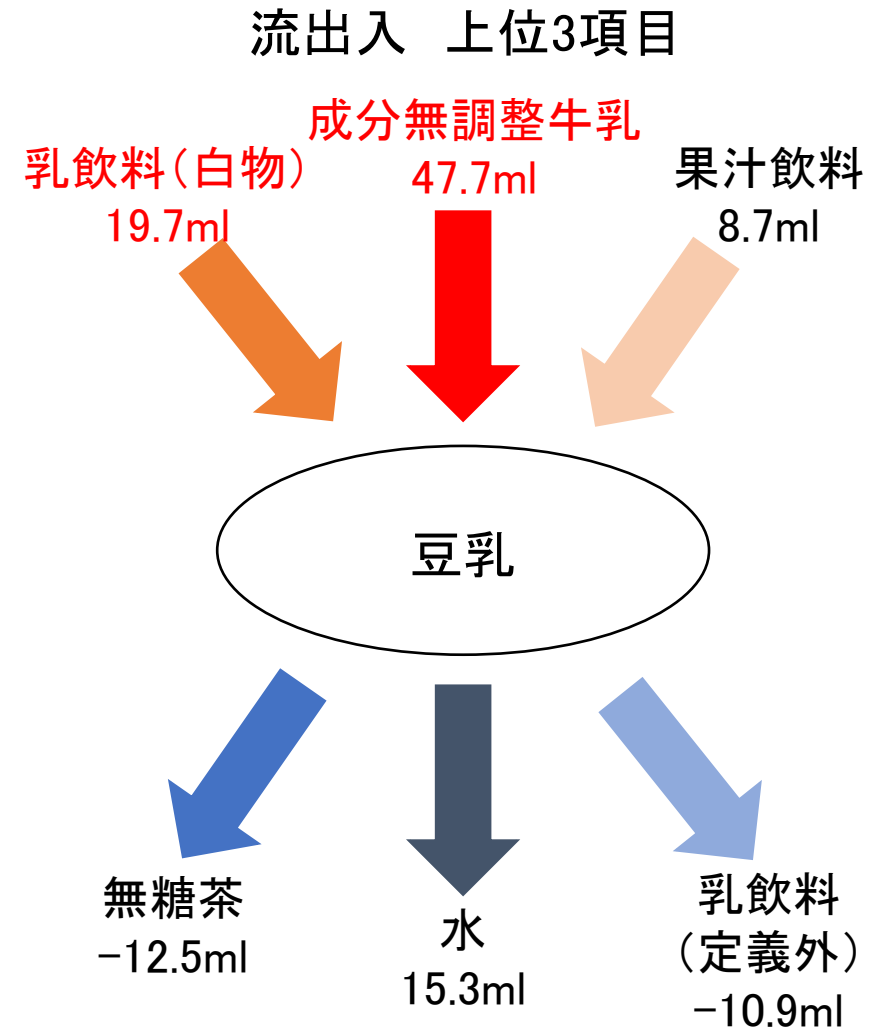 流出入 上位3項目
成分無調整牛乳
47.7ml
乳飲料(白物)
19.7ml
果汁飲料
8.7ml
豆乳
無糖茶
-12.5ml
水
15.3ml
乳飲料
(定義外)
-10.9ml